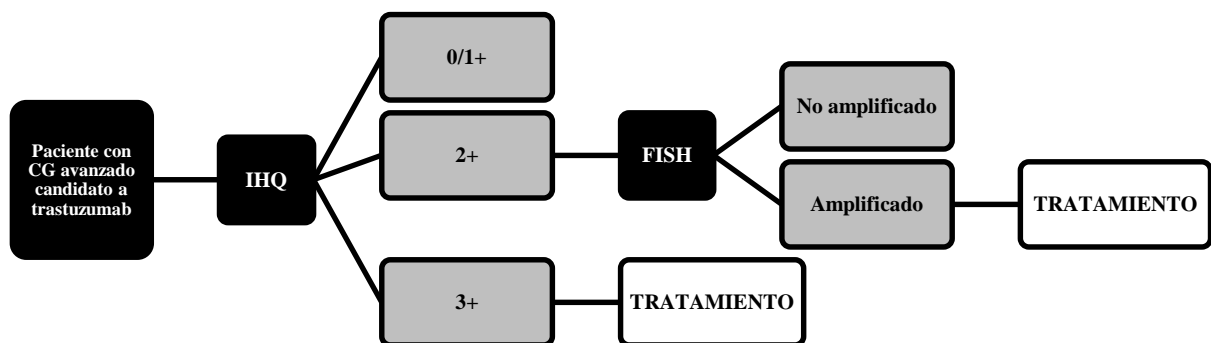 Paciente con
CG avanzado
candidato a
trastuzumab
IHQ
0/1+
2+
3+
FISH
No amplificado
Amplificado
TRATAMIENTO
TRATAMIENTO